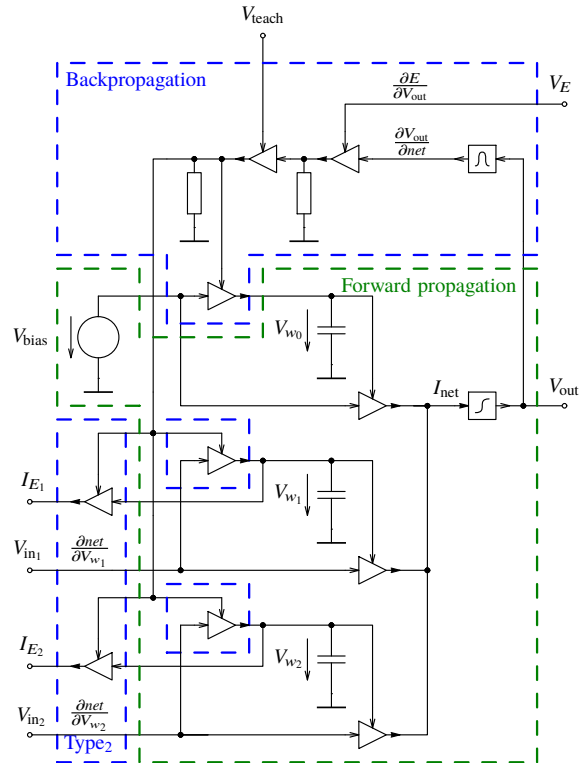 V_teach
Backpropagation
∂E/∂V_out
V_E
∂V_out/∂net
Forward propagation
V_bias
V_w0
I_net
V_out
I_E1
V_w1
V_in1
∂net/∂V_w1
I_E2
V_w2
V_in2
∂net/∂V_w2
Type_2